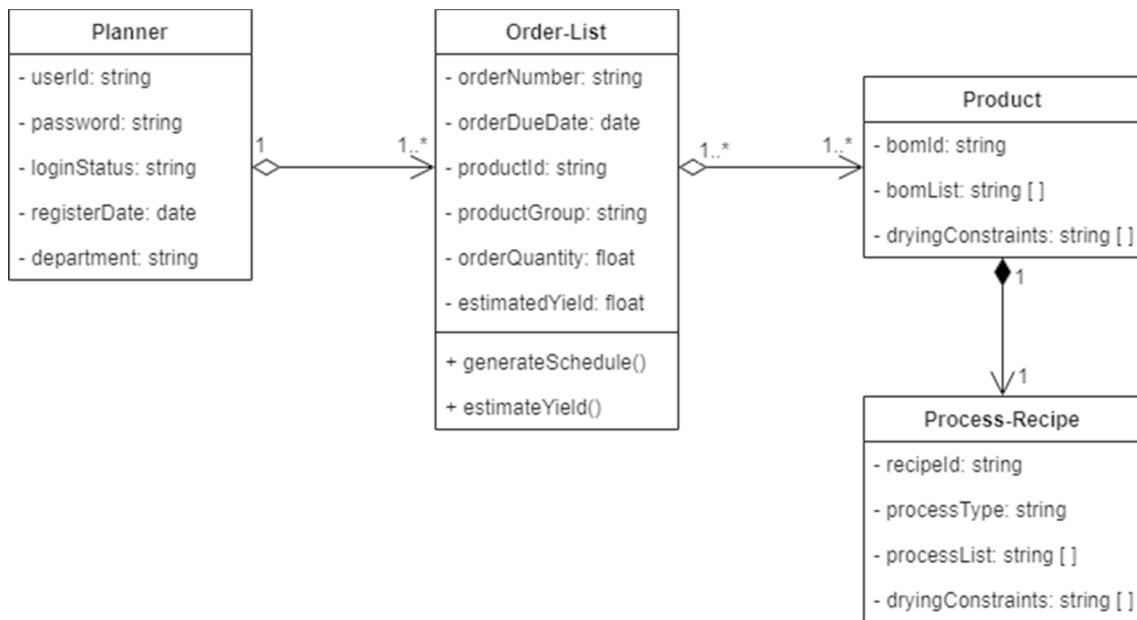 Planner
- userId: string
- password: string
- loginStatus: string
- registerDate: date
- department: string
1
1..*
Order-List
- orderNumber: string
- orderDueDate: date
- productId: string
- productGroup: string
- orderQuantity: float
- estimatedYield: float
+ generateSchedule()
+ estimateYield()
1..*
1..*
Product
- bomId: string
- bomList: string [ ]
- dryingConstraints: string [ ]
1
1
Process-Recipe
- recipeId: string
- processType: string
- processList: string [ ]
- dryingConstraints: string [ ]